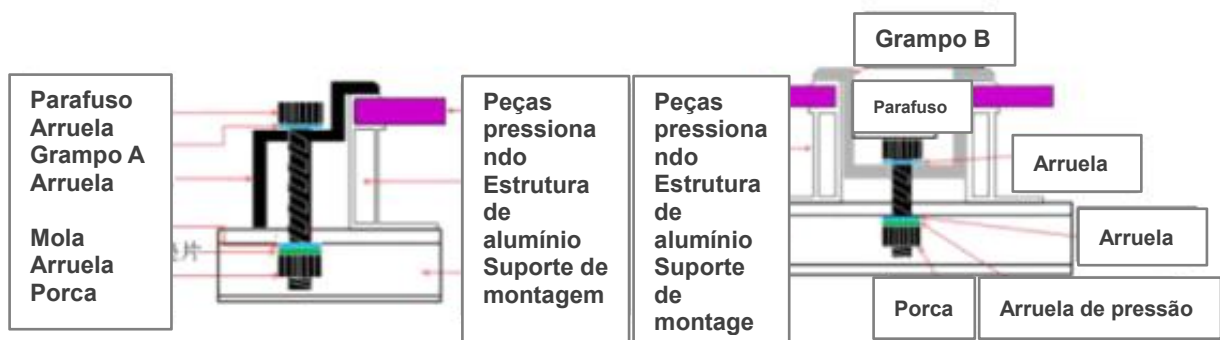 Parafuso
Arruela
Grampo A
Arruela
Mola
Arruela
Porca
片
Peças
pressiona
ndo
Estrutura
de
alumínio
Suporte de
montagem
Peças
pressiona
ndo
Estrutura
de
alumínio
Suporte
de
montage
Grampo B
Parafuso
Arruela
Arruela
Porca
Arruela de pressão